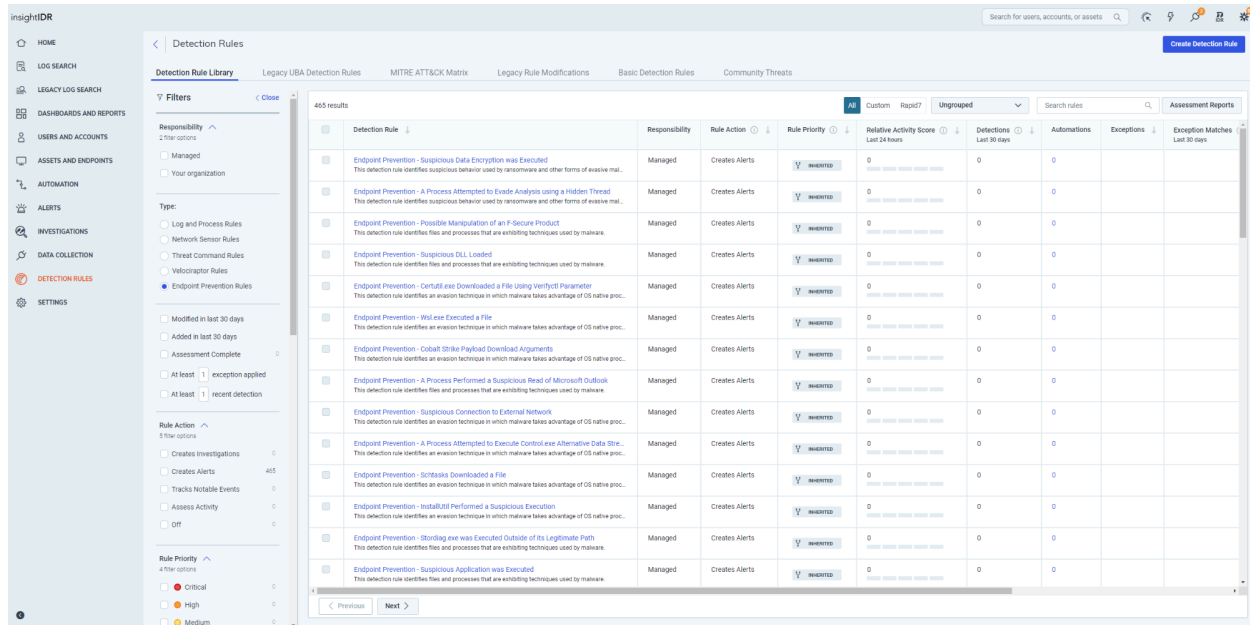 insightIDR
Search for users, accounts, or assets
HOME
LOG SEARCH
LEGACY LOG SEARCH
DASHBOARDS AND REPORTS
USERS AND ACCOUNTS
ASSETS AND ENDPOINTS
AUTOMATION
ALERTS
INVESTIGATIONS
DATA COLLECTION
DETECTION RULES
SETTINGS
Detection Rules
Create Detection Rule
Detection Rule Library Legacy UBA Detection Rules MITRE ATT&CK Matrix Legacy Rule Modifications Basic Detection Rules Community Threats
Filters
Close
Responsibility
2 filter options
Managed
Your organization
Type:
Log and Process Rules
Network Sensor Rules
Threat Command Rules
Velociraptor Rules
Endpoint Prevention Rules
Modified in last 30 days
Added in last 30 days
Assessment Complete 0
At least 1 exception applied
At least 1 recent detection
Rule Action
5 filter options
Creates Investigations 0
Creates Alerts 465
Tracks Notable Events 0
Assess Activity 0
Off 0
Rule Priority
4 filter options
Critical 0
High 0
Medium 0
465 results
All Custom Rapid7 Ungrouped Search rules Assessment Reports
Detection Rule Responsibility Rule Action Rule Priority Relative Activity Score Detections Automations Exceptions Exception Matches
Last 24 hours Last 30 days Last 30 days
Endpoint Prevention - Suspicious Data Encryption was Executed Managed Creates Alerts INHERITED 0 0 0
This detection rule identifies suspicious behavior used by ransomware and other forms of evasive mal...
Endpoint Prevention - A Process Attempted to Evade Analysis using a Hidden Thread Managed Creates Alerts INHERITED 0 0 0
This detection rule identifies suspicious behavior used by ransomware and other forms of evasive mal...
Endpoint Prevention - Possible Manipulation of an F-Secure Product Managed Creates Alerts INHERITED 0 0 0
This detection rule identifies files and processes that are exhibiting techniques used by malware.
Endpoint Prevention - Suspicious DLL Loaded Managed Creates Alerts INHERITED 0 0 0
This detection rule identifies files and processes that are exhibiting techniques used by malware.
Endpoint Prevention - Certutil.exe Downloaded a File Using Verifyctl Parameter Managed Creates Alerts INHERITED 0 0 0
This detection rule identifies an evasion technique in which malware takes advantage of OS native proc...
Endpoint Prevention - Wsl.exe Executed a File Managed Creates Alerts INHERITED 0 0 0
This detection rule identifies an evasion technique in which malware takes advantage of OS native proc...
Endpoint Prevention - Cobalt Strike Payload Download Arguments Managed Creates Alerts INHERITED 0 0 0
This detection rule identifies an evasion technique in which malware takes advantage of OS native proc...
Endpoint Prevention - A Process Performed a Suspicious Read of Microsoft Outlook Managed Creates Alerts INHERITED 0 0 0
This detection rule identifies files and processes that are exhibiting techniques used by malware.
Endpoint Prevention - Suspicious Connection to External Network Managed Creates Alerts INHERITED 0 0 0
This detection rule identifies an evasion technique in which malware takes advantage of OS native proc...
Endpoint Prevention - A Process Attempted to Execute Control.exe Alternative Data Stre... Managed Creates Alerts INHERITED 0 0 0
This detection rule identifies an evasion technique in which malware takes advantage of OS native proc...
Endpoint Prevention - Schtasks Downloaded a File Managed Creates Alerts INHERITED 0 0 0
This detection rule identifies an evasion technique in which malware takes advantage of OS native proc...
Endpoint Prevention - InstallUtil Performed a Suspicious Execution Managed Creates Alerts INHERITED 0 0 0
This detection rule identifies an evasion technique in which malware takes advantage of OS native proc...
Endpoint Prevention - Stordiag.exe was Executed Outside of its Legitimate Path Managed Creates Alerts INHERITED 0 0 0
This detection rule identifies files and processes that are exhibiting techniques used by malware.
Endpoint Prevention - Suspicious Application was Executed Managed Creates Alerts INHERITED 0 0 0
This detection rule identifies files and processes that are exhibiting techniques used by malware.
Previous Next